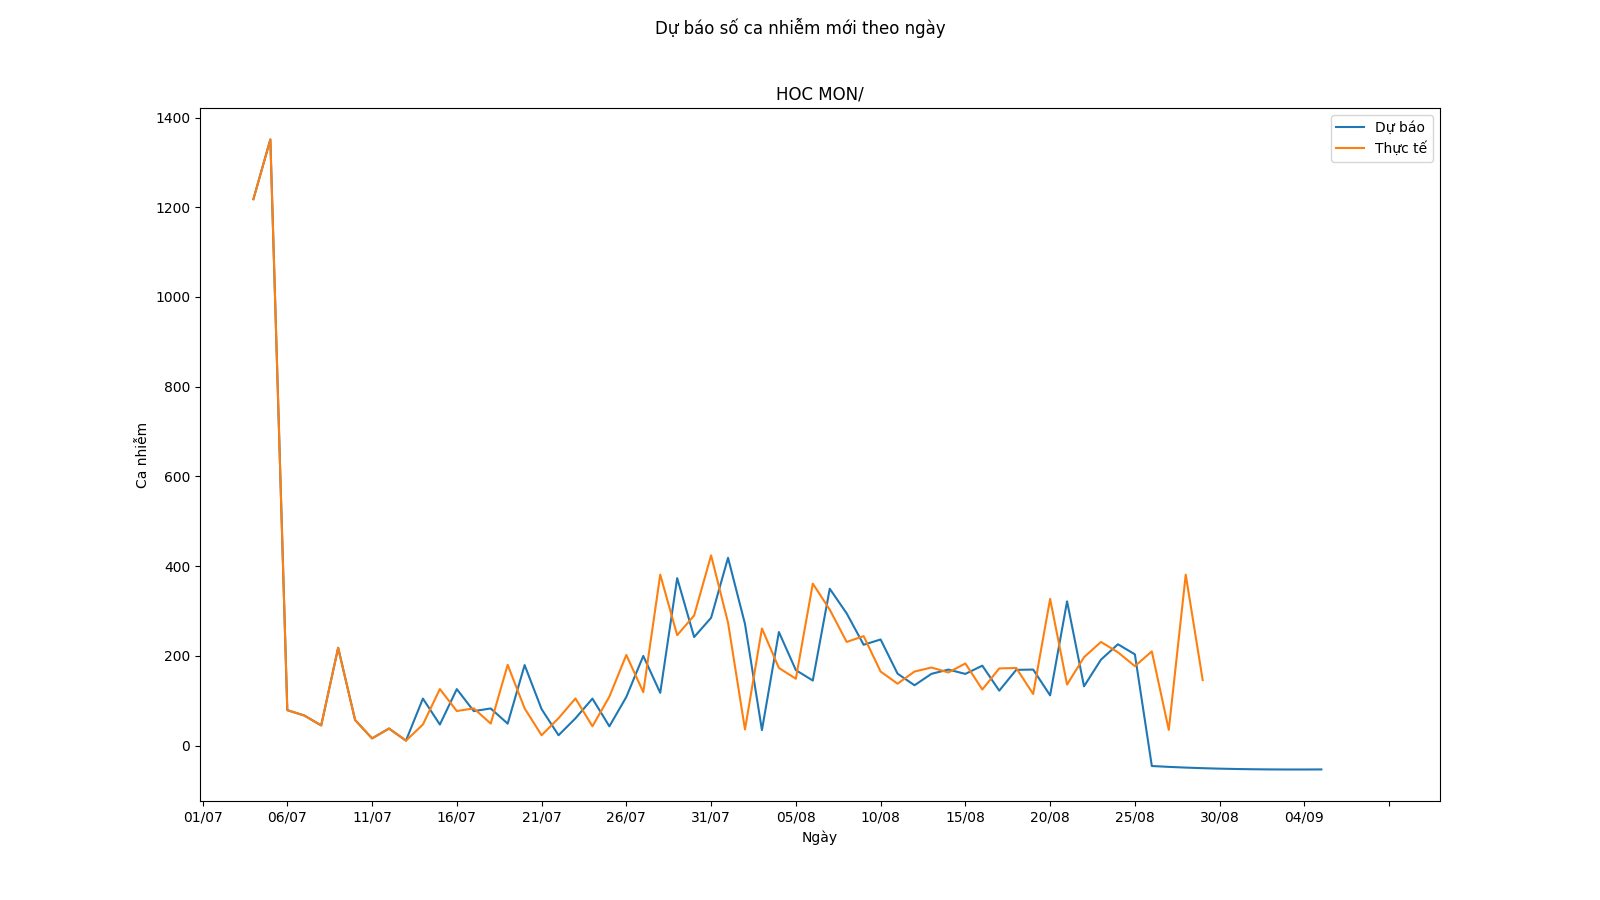 Dự báo số ca nhiễm mới theo ngày
HOC MON/
Dự báo
Thực tế
1400
1200
1000
800
600
400
200
0
Ca nhiễm
01/07 06/07 11/07 16/07 21/07 26/07 31/07 05/08 10/08 15/08 20/08 25/08 30/08 04/09
Ngày